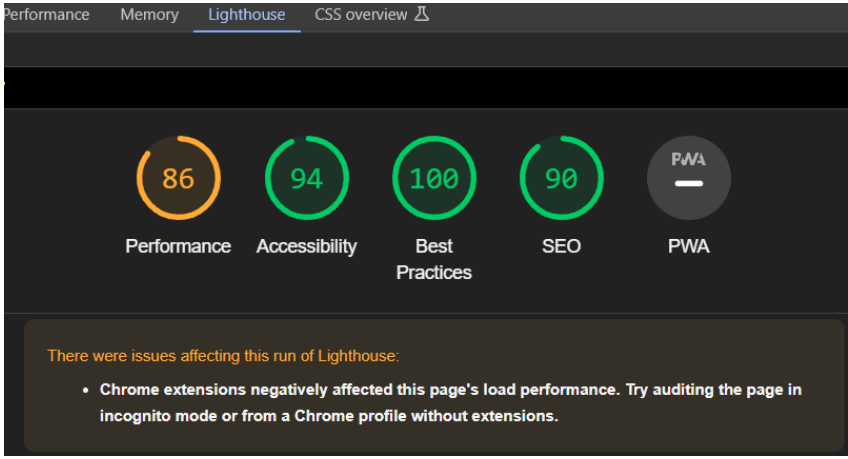 Performance Memory Lighthouse CSS overview
86 94 100 90 PWA
Performance Accessibility Best SEO PWA
Practices
There were issues affecting this run of Lighthouse:
• Chrome extensions negatively affected this page's load performance. Try auditing the page in
incognito mode or from a Chrome profile without extensions.